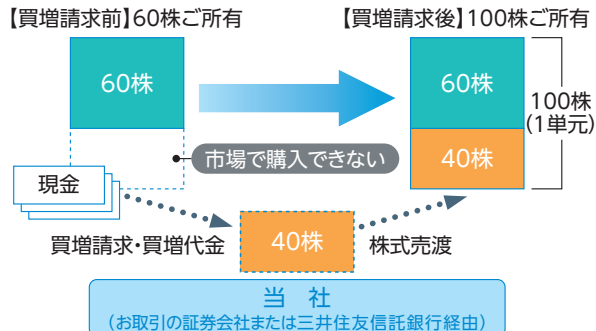 【買増請求前】60株ご所有
【買増請求後】100株ご所有
60株
60株
100株
(1単元)
市場で購入できない
40株
現金
買増請求・買増代金
40株
株式売渡
当 社
(お取引の証券会社または三井住友信託銀行経由)